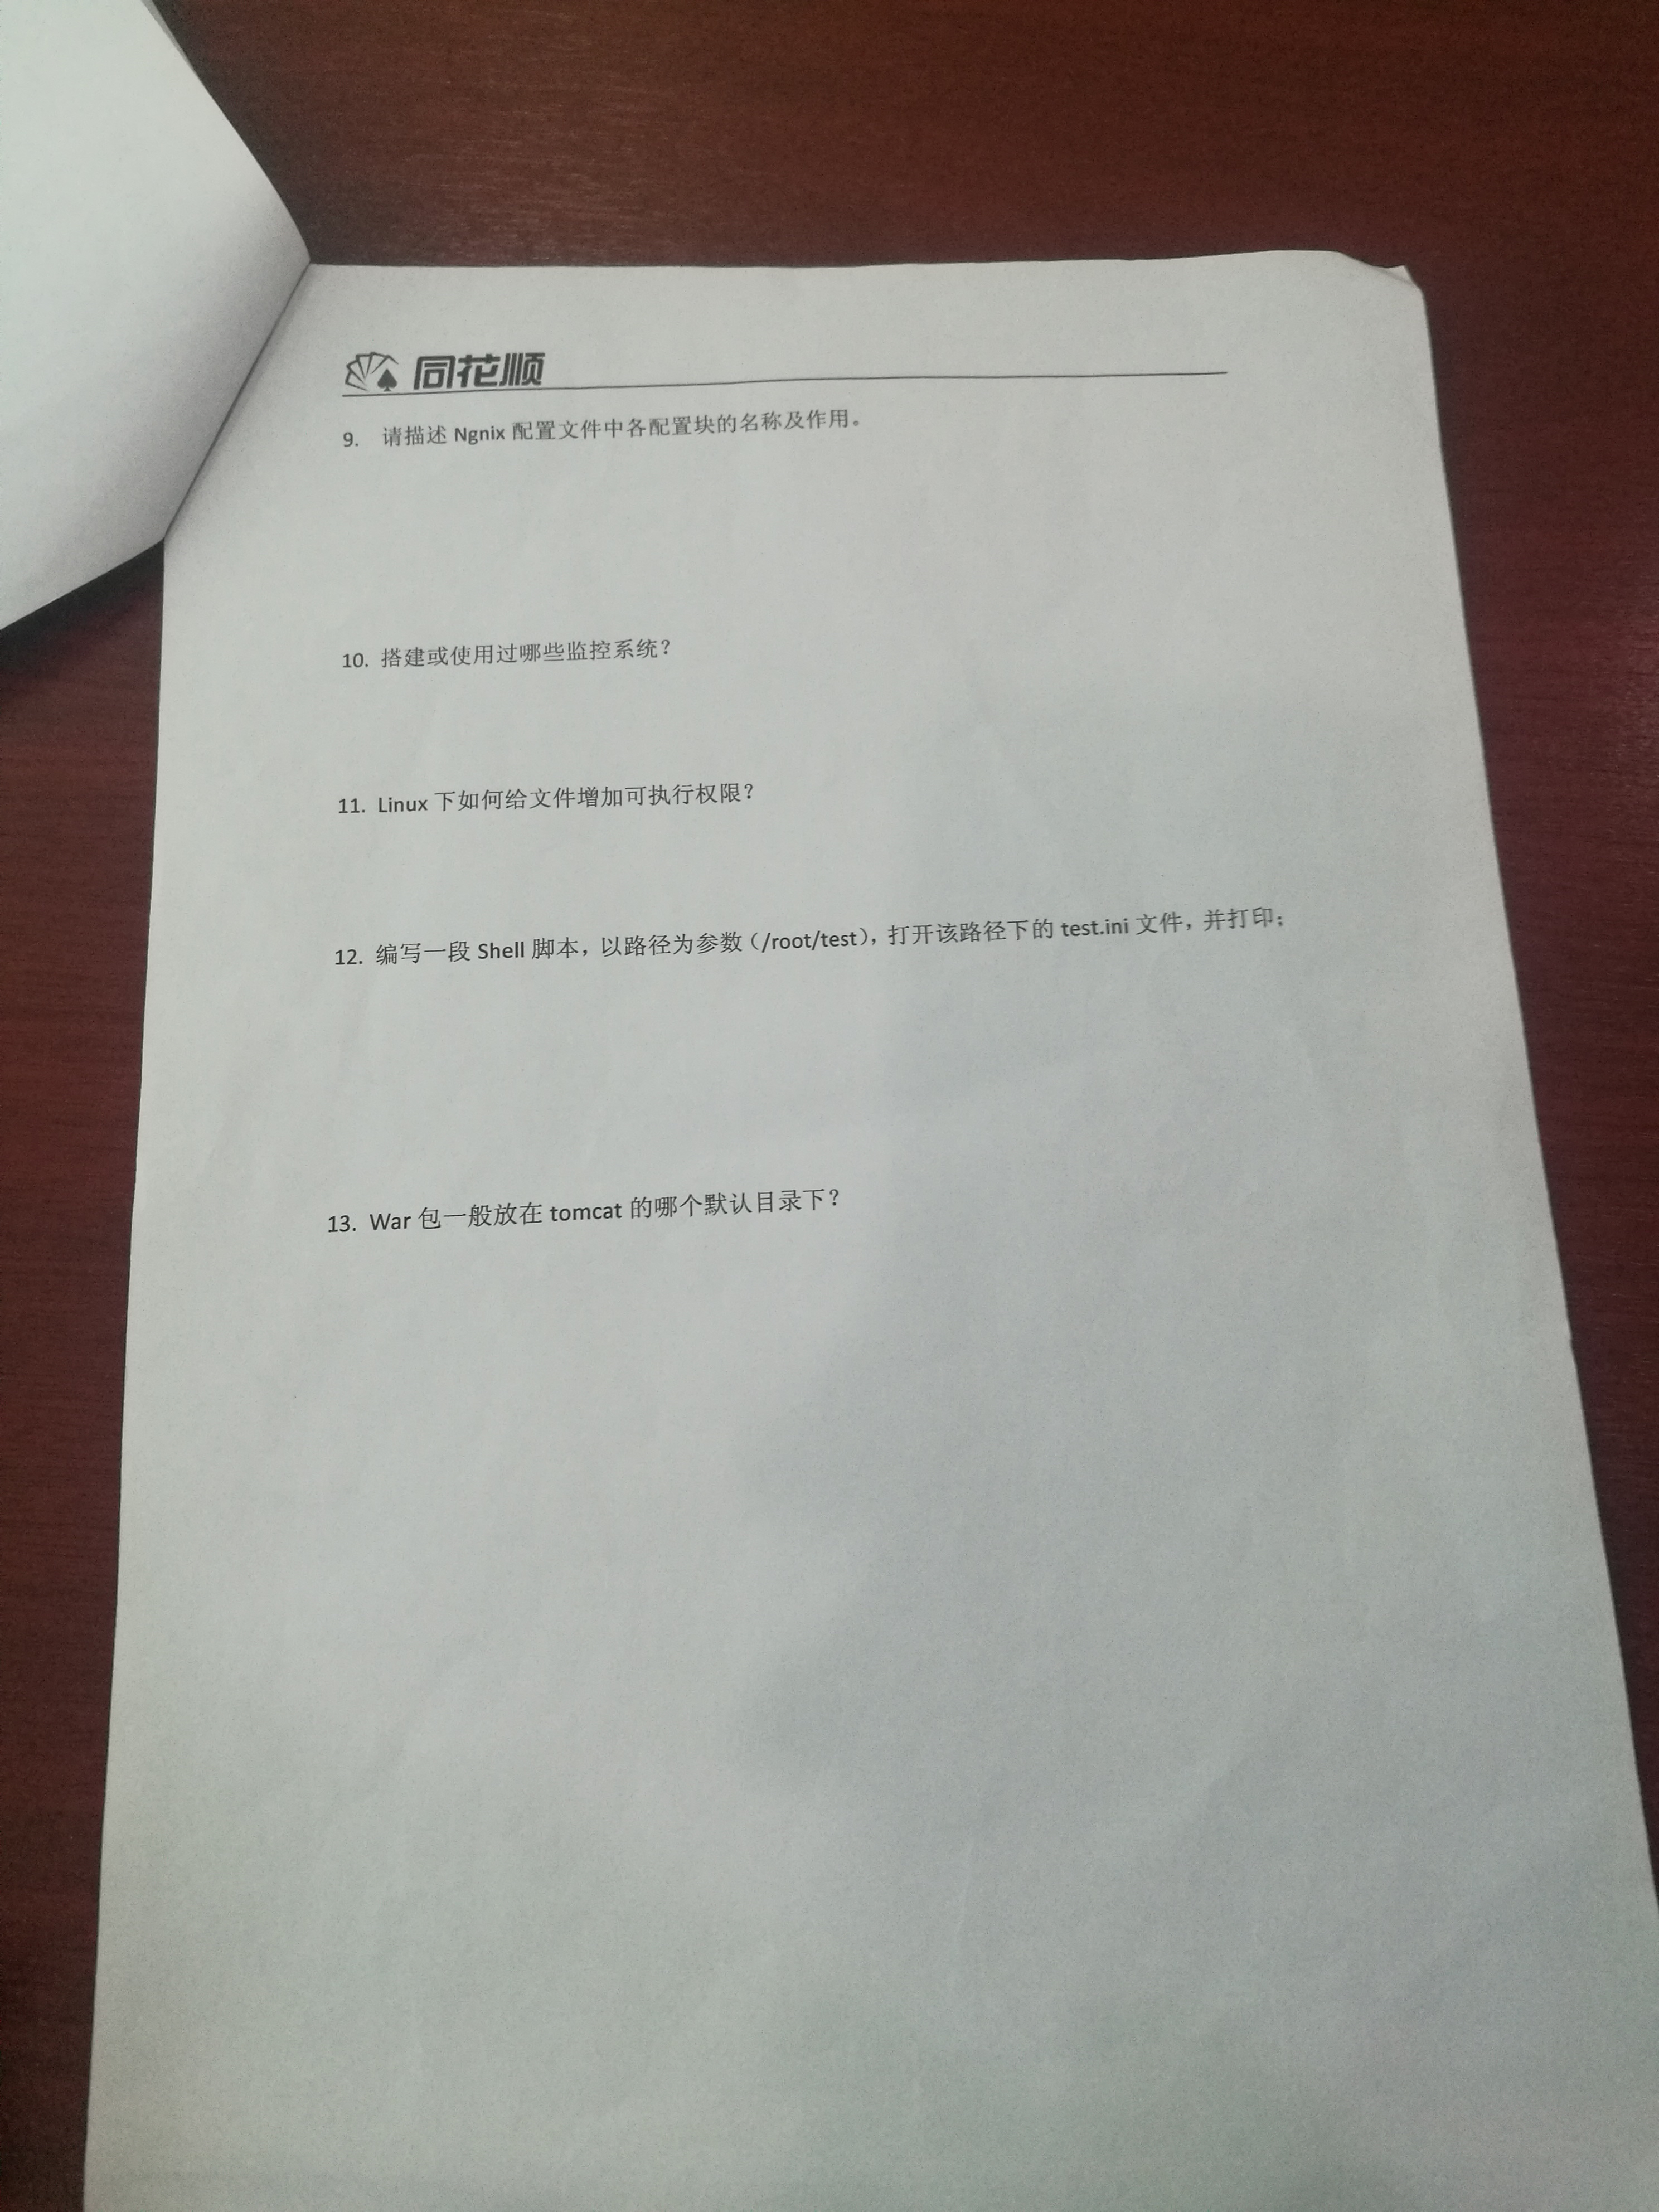 同花顺
9. 请描述 Ngnix 配置文件中各配置块的名称及作用。
10. 搭建或使用过哪些监控系统？
11. Linux 下如何给文件增加可执行权限？
12. 编写一段 Shell 脚本，以路径为参数（/root/test），打开该路径下的 test.ini 文件，并打印；
13. War 包一般放在 tomcat 的哪个默认目录下？